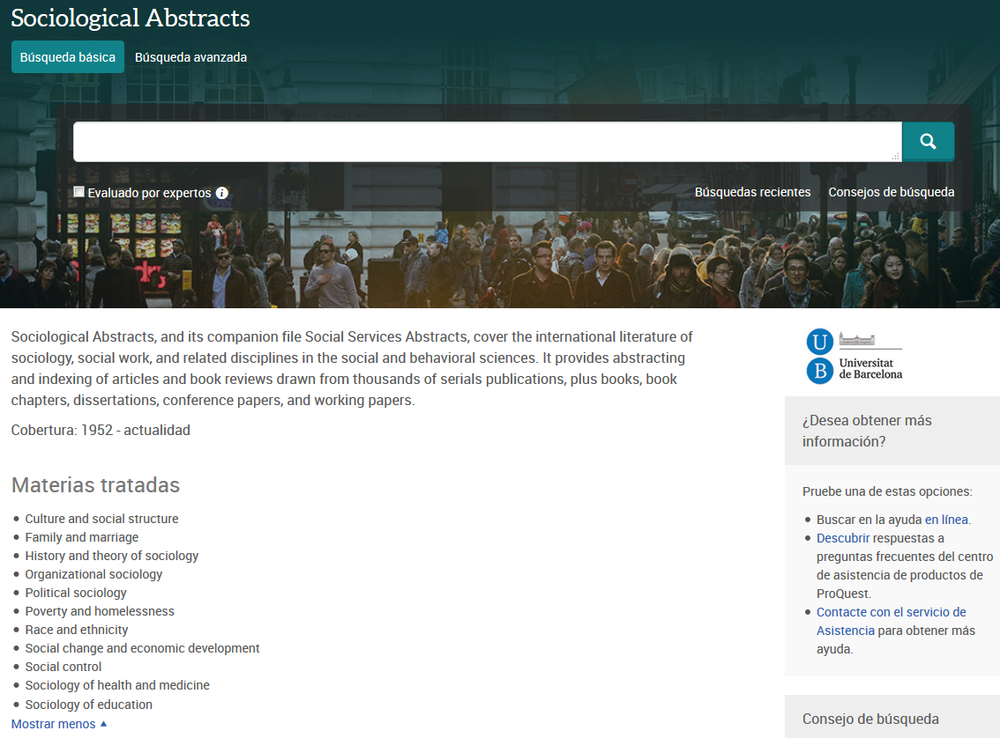 Sociological Abstracts
Búsqueda básica
Búsqueda avanzada
Evaluado por expertos
Búsquedas recientes
Consejos de búsqueda
Sociological Abstracts, and its companion file Social Services Abstracts, cover the international literature of
sociology, social work, and related disciplines in the social and behavioral sciences. It provides abstracting
and indexing of articles and book reviews drawn from thousands of serials publications, plus books, book
chapters, dissertations, conference papers, and working papers.
Cobertura: 1952 - actualidad
Materias tratadas
Culture and social structure
Family and marriage
History and theory of sociology
Organizational sociology
Political sociology
Poverty and homelessness
Race and ethnicity
Social change and economic development
Social control
Sociology of health and medicine
Sociology of education
Mostrar menos
U
B
Universitat
de Barcelona
¿Desea obtener más
información?
Pruebe una de estas opciones:
Buscar en la ayuda en línea.
Descubrir respuestas a
preguntas frecuentes del centro
de asistencia de productos de
ProQuest.
Contacte con el servicio de
Asistencia para obtener más
ayuda.
Consejo de búsqueda